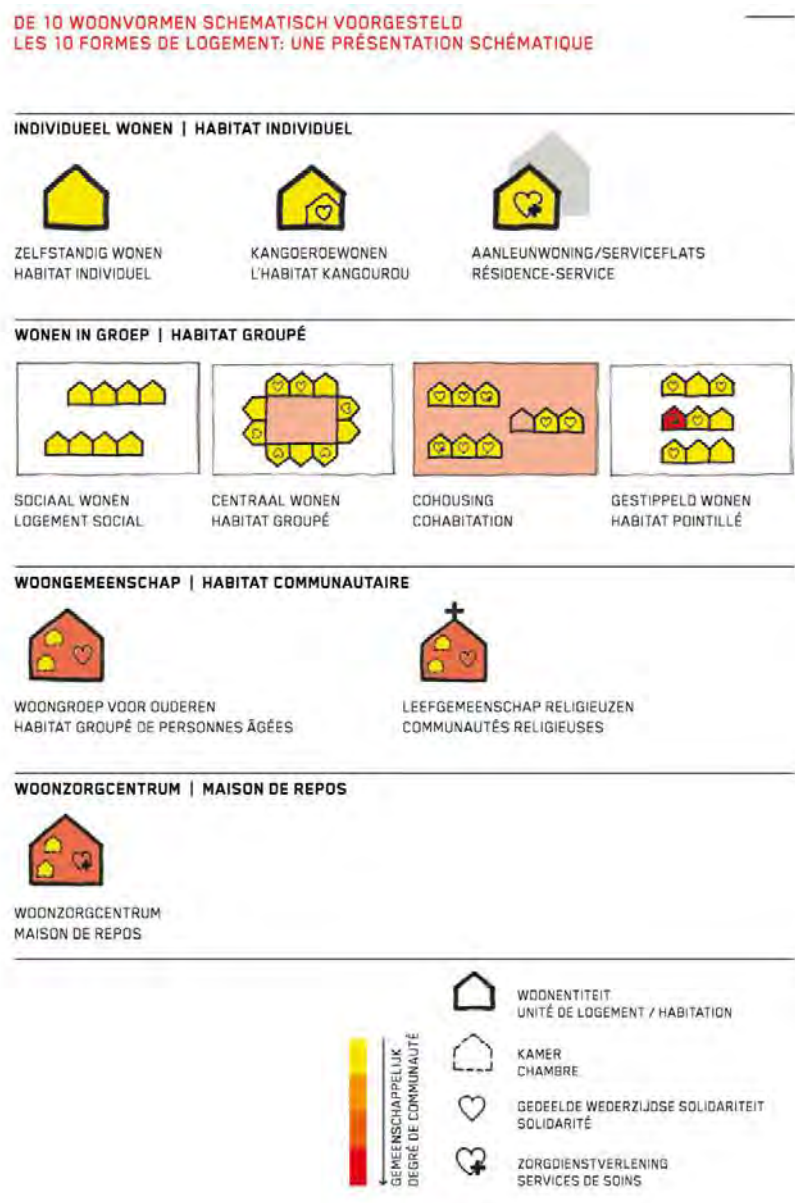 DE 10 WOONVORMEN SCHEMATISCH VOORGESTELD
LES 10 FORMES DE LOGEMENT: UNE PRÉSENTATION SCHÉMATIQUE
INDIVIDUEEL WONEN | HABITAT INDIVIDUEL
ZELFSTANDIG WONEN
HABITAT INDIVIDUEL
KANGOEROEWONEN
L'HABITAT KANGOUROU
AANLEUNWONING/SERVICEFLATS
RÉSIDENCE-SERVICE
WONEN IN GROEP | HABITAT GROUPÉ
SOCIAAL WONEN
LOGEMENT SOCIAL
CENTRAAL WONEN
HABITAT GROUPÉ
COHOUSING
COHABITATION
GESTIPPELD WONEN
HABITAT POINTILLÉ
WOONGEMEENSCHAP | HABITAT COMMUNAUTAIRE
WOONGROEP VOOR OUDEREN
HABITAT GROUPÉ DE PERSONNES ÂGÉES
LEEFGEMEENSCHAP RELIGIEUZEN
COMMUNAUTÉS RELIGIEUSES
WOONZORGCENTRUM | MAISON DE REPOS
WOONZORGCENTRUM
MAISON DE REPOS
GEMEENSCHAPPELIJK
DEGRÉ DE COMMUNAUTÉ
WOONENTITEIT
UNITÉ DE LOGEMENT / HABITATION
KAMER
CHAMBRE
GEDEELDE WEDERZIJDSE SOLIDARITEIT
SOLIDARITÉ
ZORGDIENSTVERLENING
SERVICES DE SOINS